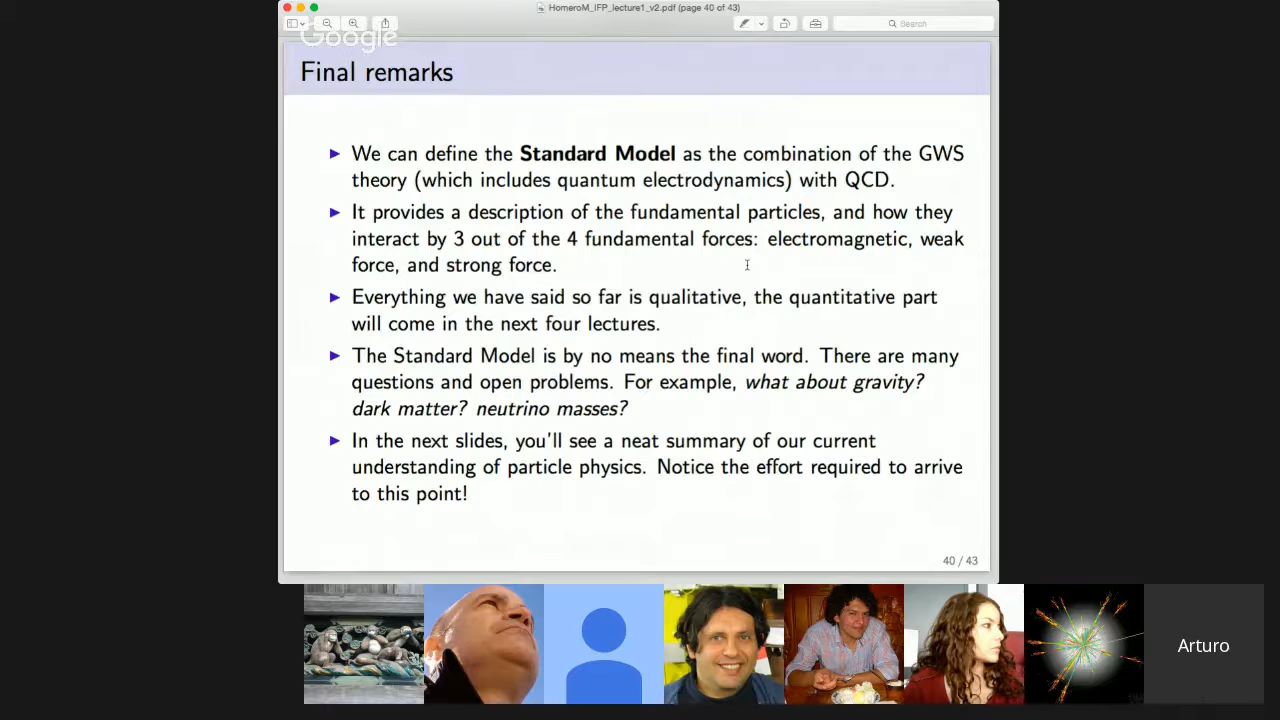 HomeroM_IFP_lecture1_v2.pdf (page 40 of 43)
Search
Google
Final remarks
We can define the Standard Model as the combination of the GWS
theory (which includes quantum electrodynamics) with QCD.
It provides a description of the fundamental particles, and how they
interact by 3 out of the 4 fundamental forces: electromagnetic, weak
force, and strong force.
Everything we have said so far is qualitative, the quantitative part
will come in the next four lectures.
The Standard Model is by no means the final word. There are many
questions and open problems. For example, what about gravity?
dark matter? neutrino masses?
In the next slides, you'll see a neat summary of our current
understanding of particle physics. Notice the effort required to arrive
to this point!
40 / 43
Arturo